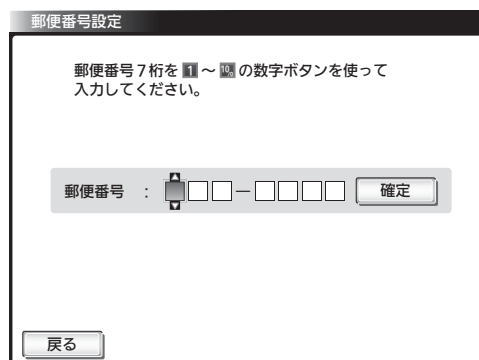 郵便番号設定
郵便番号7桁を 1 ～ 10 の数字ボタンを使って
入力してください。
郵便番号 : － 確定
戻る